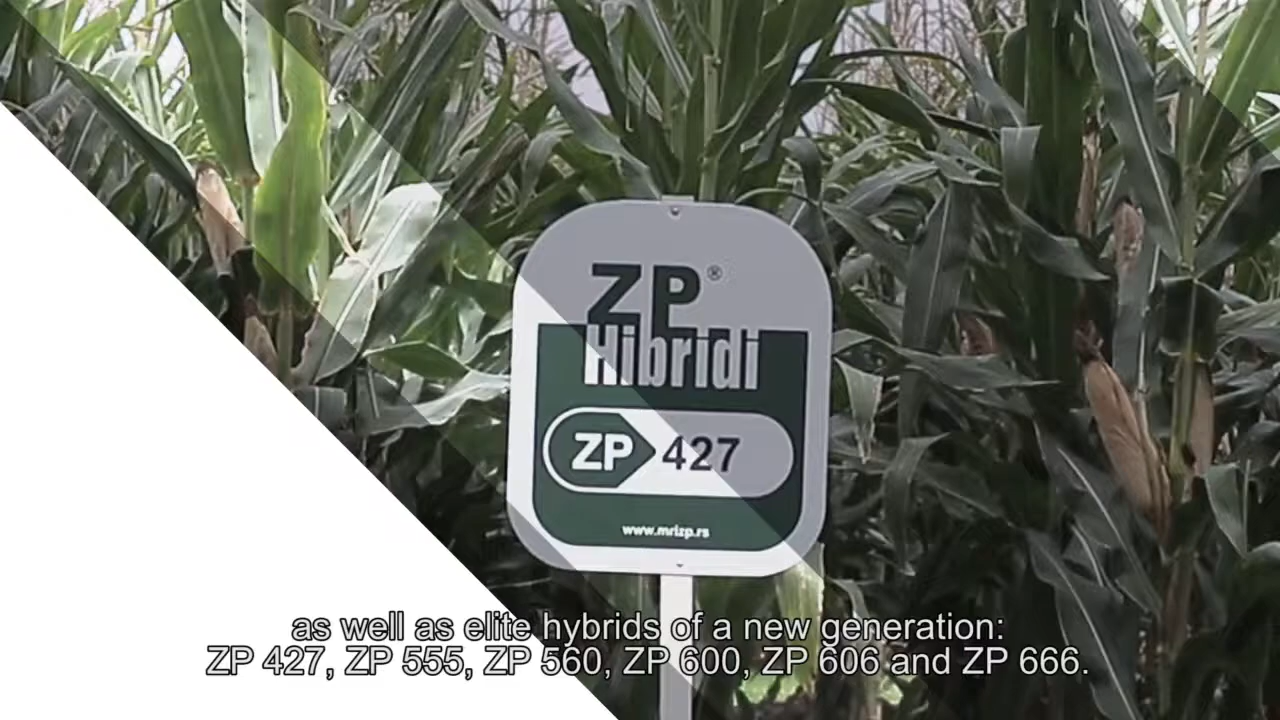 ZP®
Hibridi
ZP 427
www.mrizp.rs
as well as elite hybrids of a new generation:
ZP 427, ZP 555, ZP 560, ZP 600, ZP 606 and ZP 666.